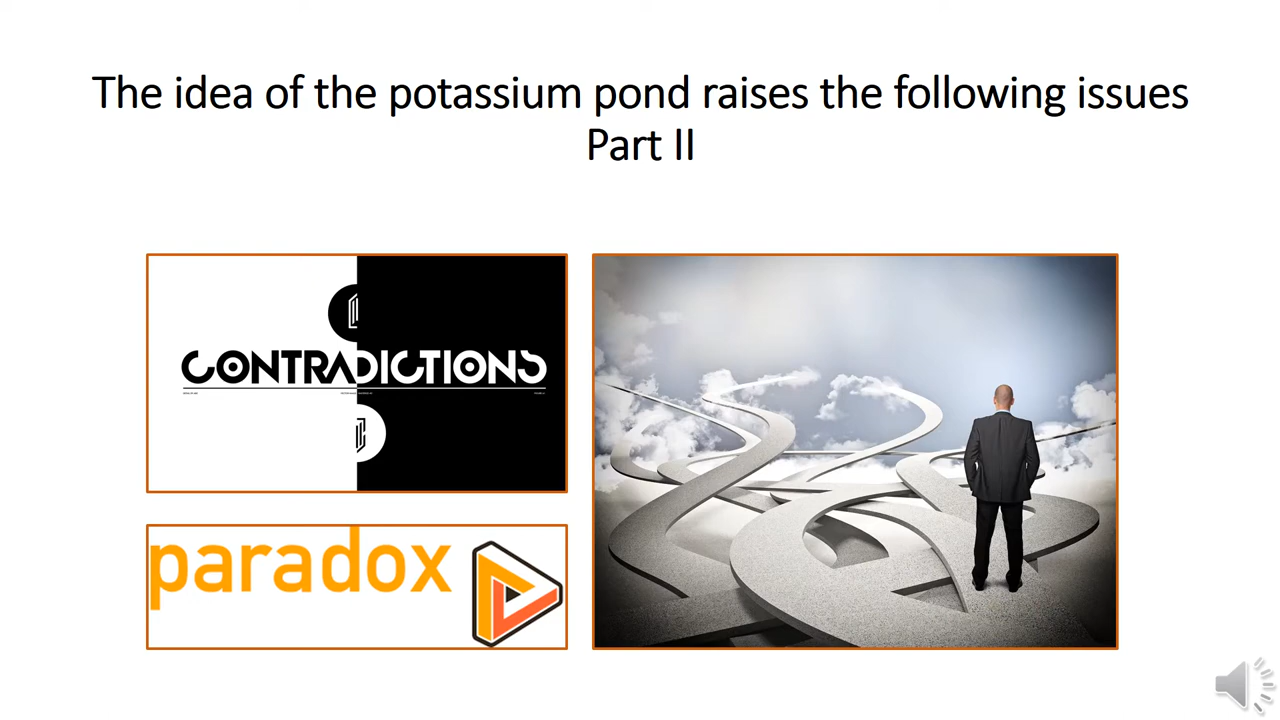 The idea of the potassium pond raises the following issues
Part II
CONTRADICTIONS
paradox